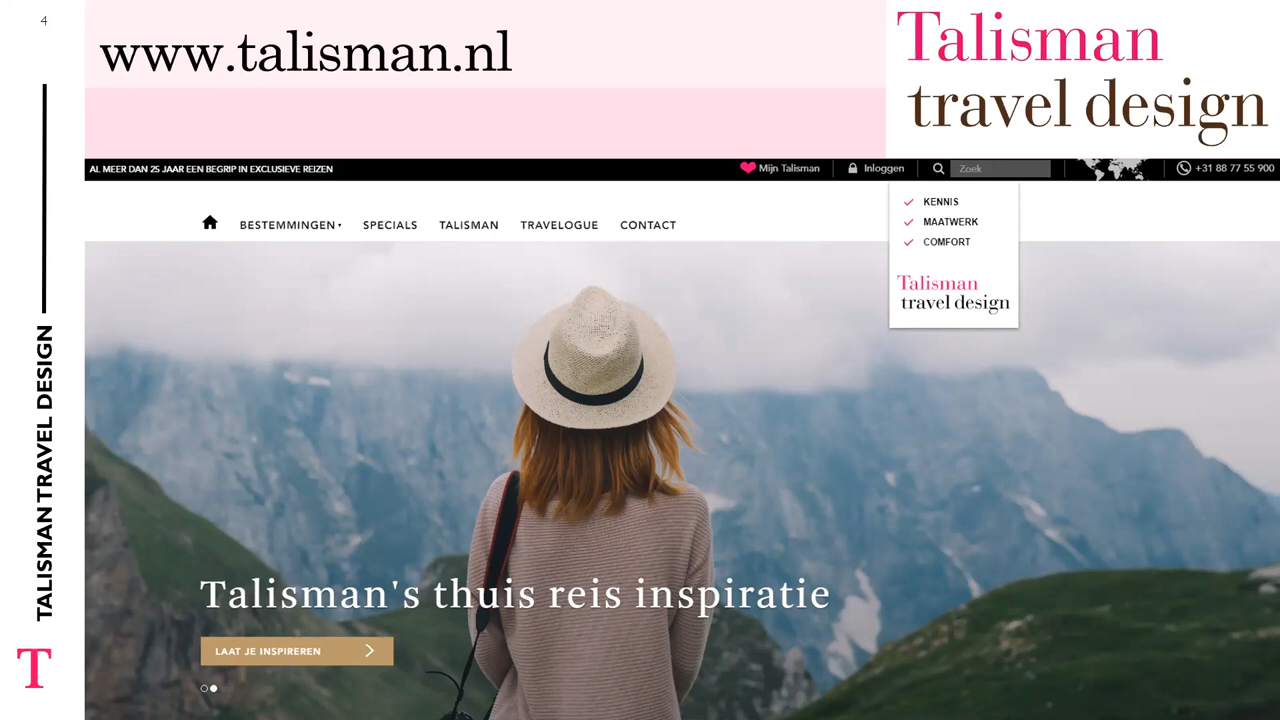 4
www.talisman.nl
Talisman
travel design
AL MEER DAN 25 JAAR EEN BEGRIP IN EXCLUSIEVE REIZEN
Mijn Talisman
Inloggen
Zoek
+31 88 77 55 900
BESTEMMINGEN
SPECIALS
TALISMAN
TRAVELOGUE
CONTACT
KENNIS
MAATWERK
COMFORT
Talisman
travel design
TALISMAN TRAVEL DESIGN
Talisman's thuis reis inspiratie
LAAT JE INSPIREREN
T